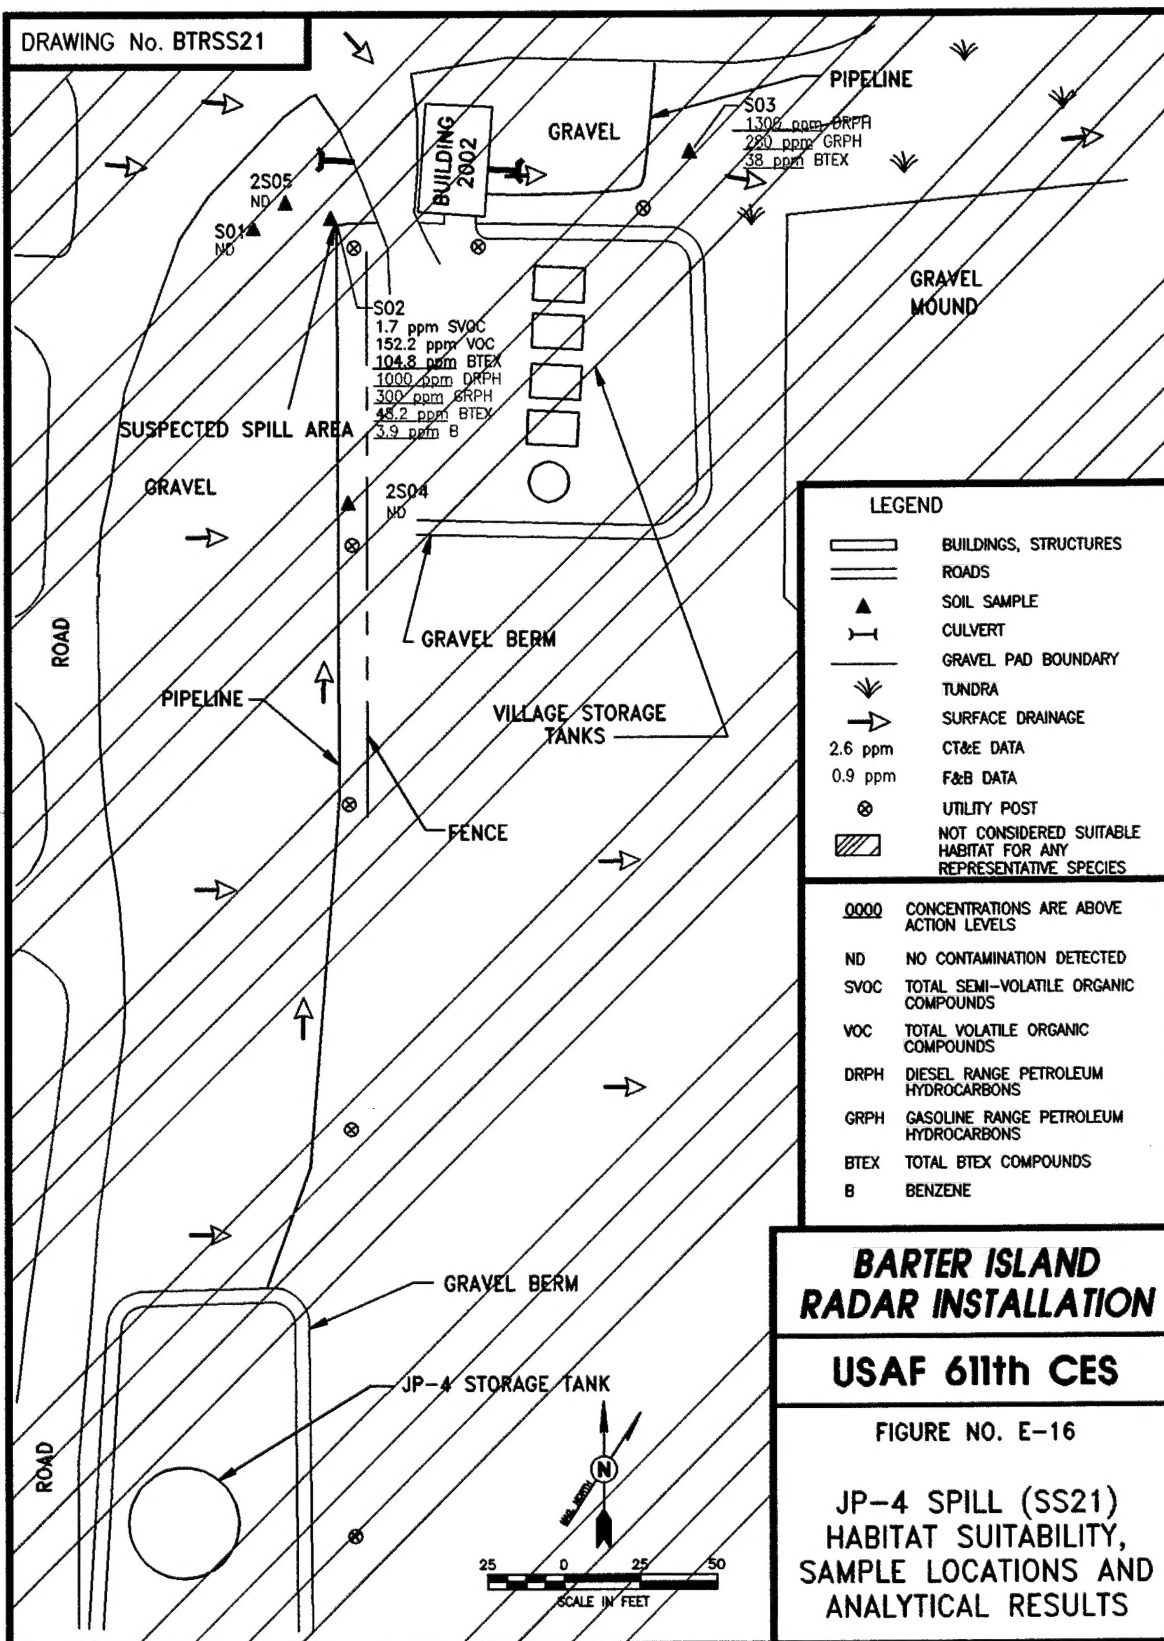 DRAWING No. BTRSS21
PIPELINE
S03
1300 ppm DRPH
280 ppm GRPH
38 ppm BTEX
GRAVEL
BUILDING
2002
2S05
ND
S01
ND
GRAVEL
MOUND
S02
1.7 ppm SVOC
152.2 ppm VOC
104.8 ppm BTEX
1000 ppm DRPH
300 ppm GRPH
48.2 ppm BTEX
3.9 ppm B
SUSPECTED SPILL AREA
GRAVEL
2S04
ND
ROAD
GRAVEL BERM
PIPELINE
VILLAGE STORAGE
TANKS
FENCE
GRAVEL BERM
JP-4 STORAGE TANK
ROAD
N
MAG. NORTH
25 0 25 50
SCALE IN FEET
LEGEND
BUILDINGS, STRUCTURES
ROADS
SOIL SAMPLE
CULVERT
GRAVEL PAD BOUNDARY
TUNDRA
SURFACE DRAINAGE
2.6 ppm CT&E DATA
0.9 ppm F&B DATA
UTILITY POST
NOT CONSIDERED SUITABLE
HABITAT FOR ANY
REPRESENTATIVE SPECIES
0000 CONCENTRATIONS ARE ABOVE
ACTION LEVELS
ND NO CONTAMINATION DETECTED
SVOC TOTAL SEMI-VOLATILE ORGANIC
COMPOUNDS
VOC TOTAL VOLATILE ORGANIC
COMPOUNDS
DRPH DIESEL RANGE PETROLEUM
HYDROCARBONS
GRPH GASOLINE RANGE PETROLEUM
HYDROCARBONS
BTEX TOTAL BTEX COMPOUNDS
B BENZENE
BARTER ISLAND
RADAR INSTALLATION
USAF 611th CES
FIGURE NO. E-16
JP-4 SPILL (SS21)
HABITAT SUITABILITY,
SAMPLE LOCATIONS AND
ANALYTICAL RESULTS